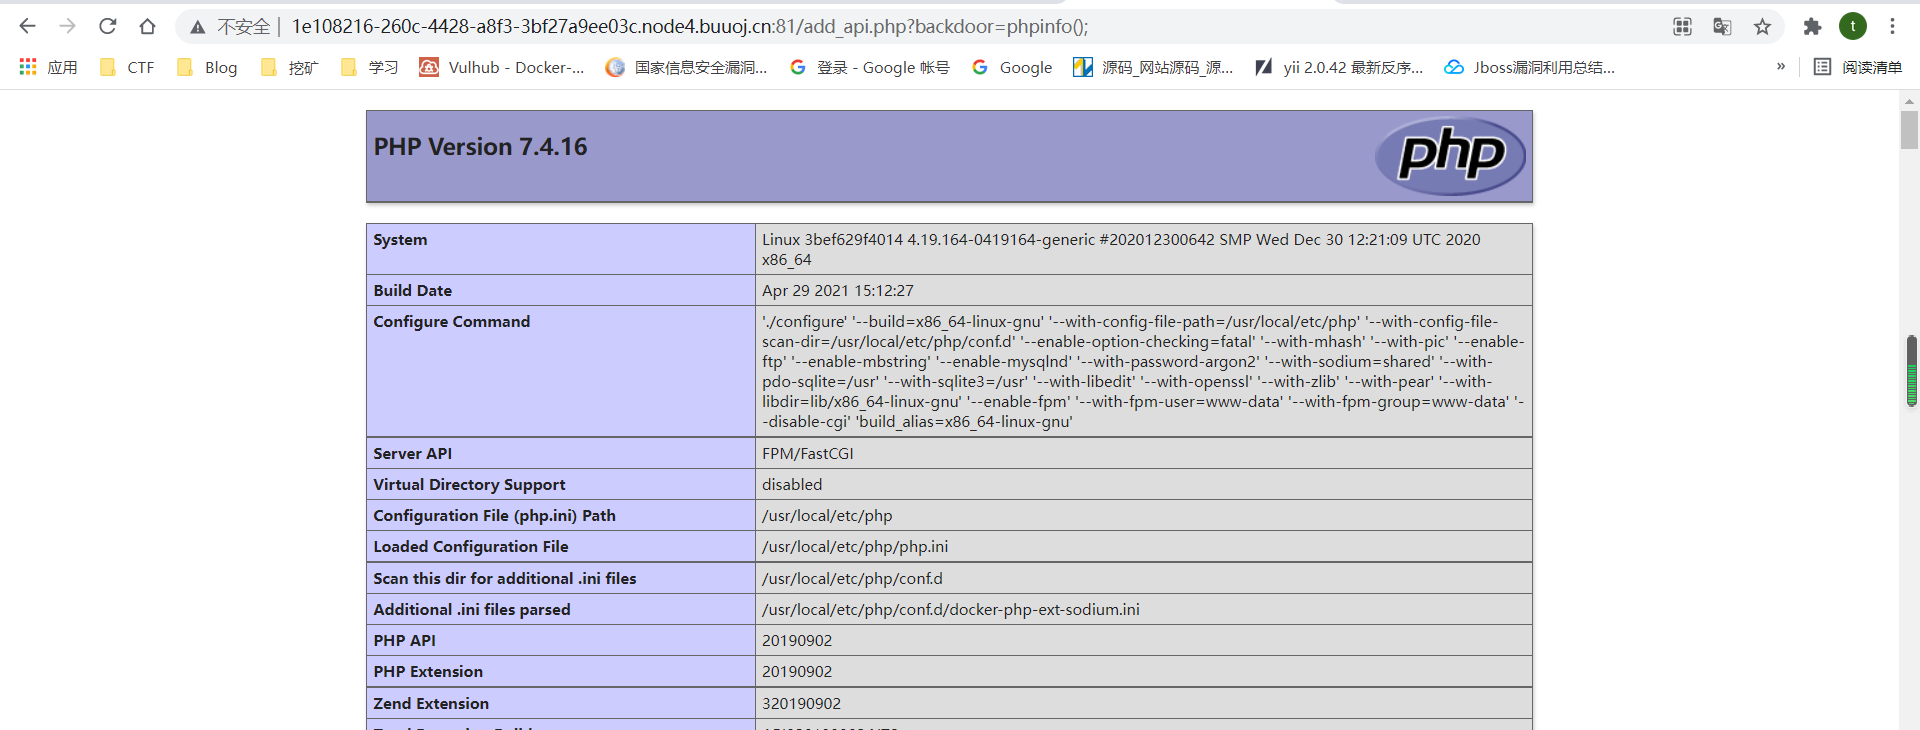 不安全 | 1e108216-260c-4428-a8f3-3bf27a9ee03c.node4.buuoj.cn:81/add_api.php?backdoor=phpinfo();
t
应用 CTF Blog 挖矿 学习 Vulhub - Docker-... 国家信息安全漏洞... 登录 - Google 帐号 Google 源码_网站源码_源... yii 2.0.42 最新反序... Jboss漏洞利用总结... » 阅读清单
PHP Version 7.4.16
php
System Linux 3bef629f4014 4.19.164-0419164-generic #202012300642 SMP Wed Dec 30 12:21:09 UTC 2020
x86_64
Build Date Apr 29 2021 15:12:27
Configure Command './configure' '--build=x86_64-linux-gnu' '--with-config-file-path=/usr/local/etc/php' '--with-config-file-
scan-dir=/usr/local/etc/php/conf.d' '--enable-option-checking=fatal' '--with-mhash' '--with-pic' '--enable-
ftp' '--enable-mbstring' '--enable-mysqlnd' '--with-password-argon2' '--with-sodium=shared' '--with-
pdo-sqlite=/usr' '--with-sqlite3=/usr' '--with-libedit' '--with-openssl' '--with-zlib' '--with-pear' '--with-
libdir=lib/x86_64-linux-gnu' '--enable-fpm' '--with-fpm-user=www-data' '--with-fpm-group=www-data' '-
-disable-cgi' 'build_alias=x86_64-linux-gnu'
Server API FPM/FastCGI
Virtual Directory Support disabled
Configuration File (php.ini) Path /usr/local/etc/php
Loaded Configuration File /usr/local/etc/php/php.ini
Scan this dir for additional .ini files /usr/local/etc/php/conf.d
Additional .ini files parsed /usr/local/etc/php/conf.d/docker-php-ext-sodium.ini
PHP API 20190902
PHP Extension 20190902
Zend Extension 320190902